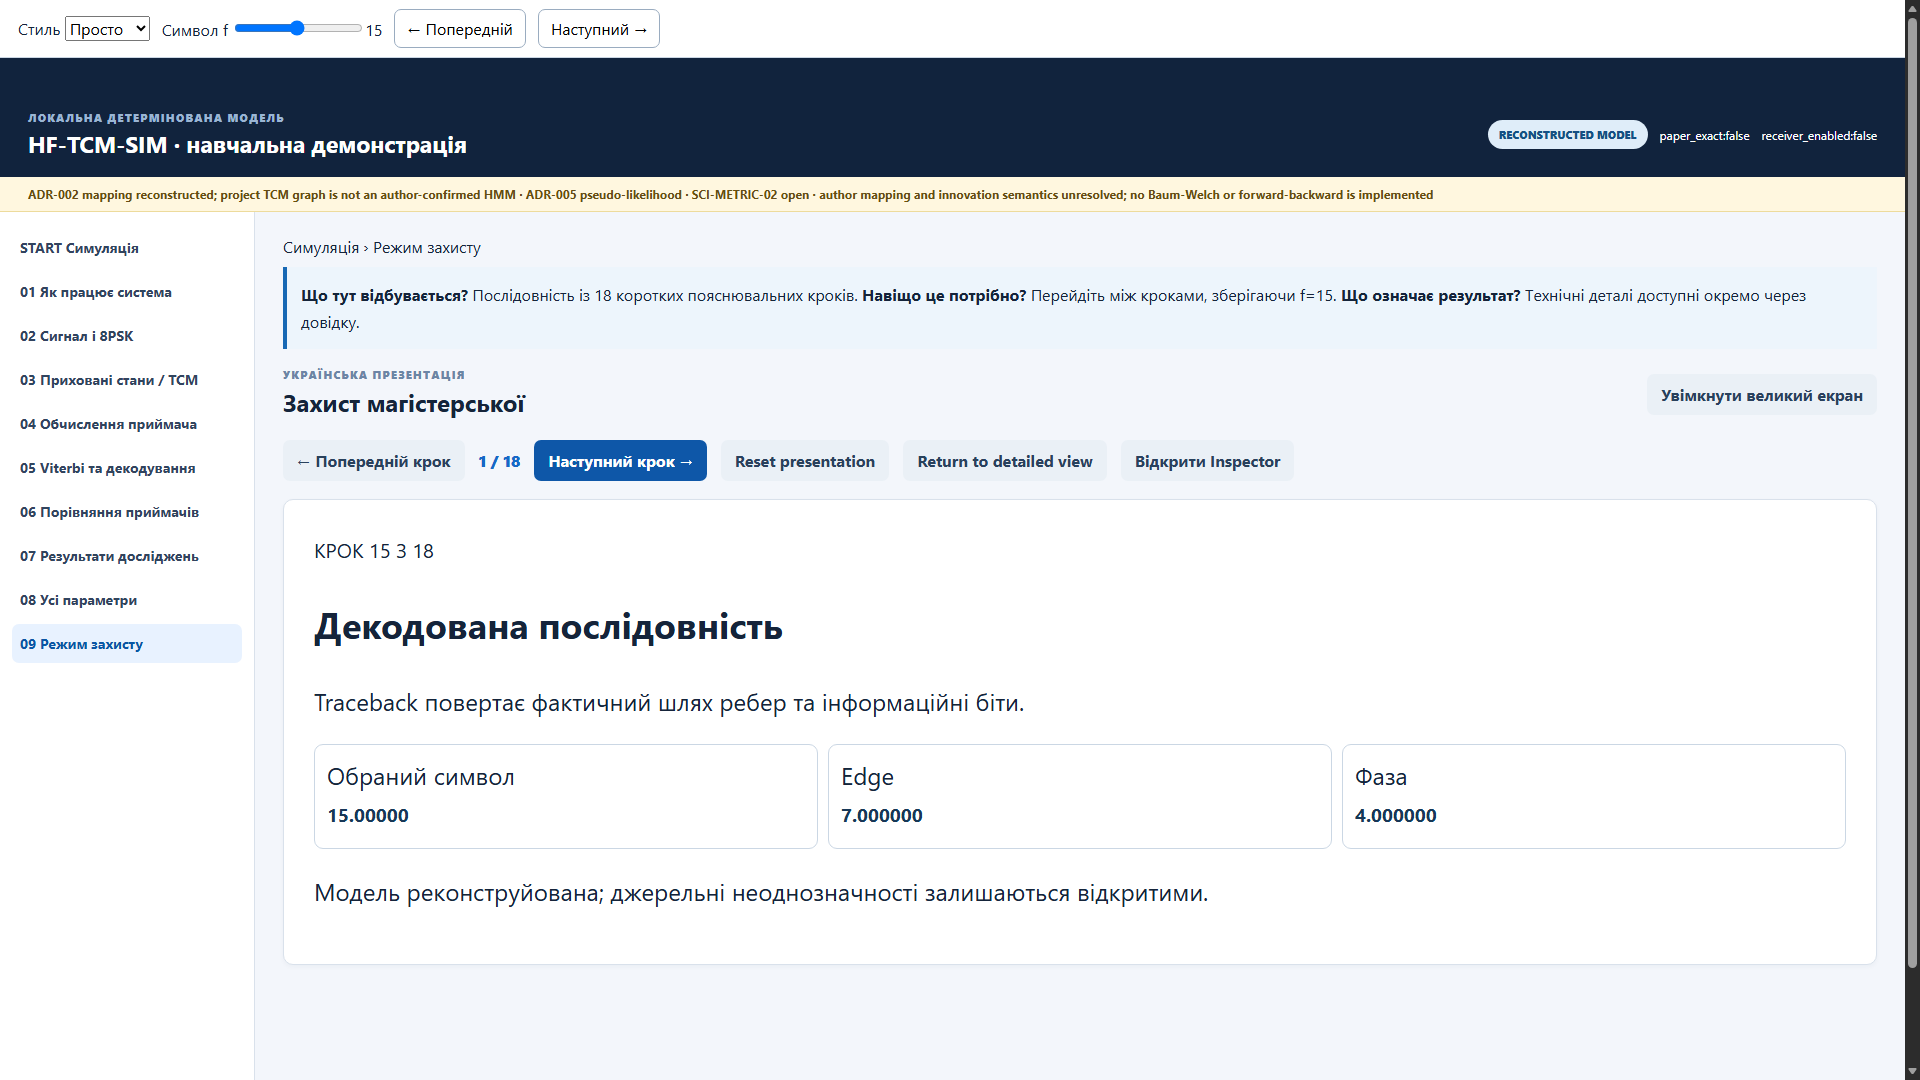 Стиль Просто Символ f 15 ← Попередній Наступний →
ЛОКАЛЬНА ДЕТЕРМІНОВАНА МОДЕЛЬ
HF-TCM-SIM · навчальна демонстрація
RECONSTRUCTED MODEL paper_exact:false receiver_enabled:false
ADR-002 mapping reconstructed; project TCM graph is not an author-confirmed HMM · ADR-005 pseudo-likelihood · SCI-METRIC-02 open · author mapping and innovation semantics unresolved; no Baum-Welch or forward-backward is implemented
START Симуляція
01 Як працює система
02 Сигнал і 8PSK
03 Приховані стани / TCM
04 Обчислення приймача
05 Viterbi та декодування
06 Порівняння приймачів
07 Результати досліджень
08 Усі параметри
09 Режим захисту
Симуляція › Режим захисту
Що тут відбувається? Послідовність із 18 коротких пояснювальних кроків. Навіщо це потрібно? Перейдіть між кроками, зберігаючи f=15. Що означає результат? Технічні деталі доступні окремо через
довідку.
УКРАЇНСЬКА ПРЕЗЕНТАЦІЯ
Захист магістерської
Увімкнути великий екран
← Попередній крок 1 / 18 Наступний крок → Reset presentation Return to detailed view Відкрити Inspector
КРОК 15 З 18
Декодована послідовність
Traceback повертає фактичний шлях ребер та інформаційні біти.
Обраний символ
15.00000
Edge
7.000000
Фаза
4.000000
Модель реконструйована; джерельні неоднозначності залишаються відкритими.